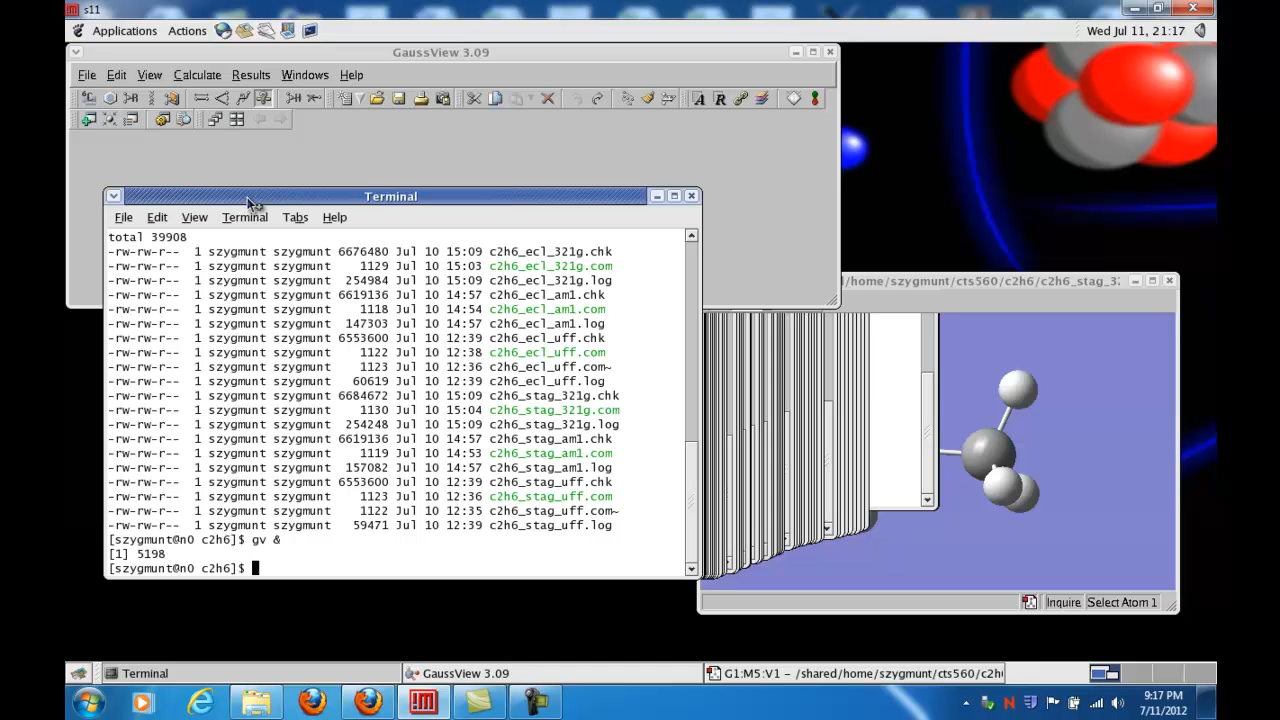 s11
Applications Actions Wed Jul 11, 21:17
GaussView 3.09
File Edit View Calculate Results Windows Help
Terminal
File Edit View Terminal Tabs Help
total 39908
-rw-rw-r-- 1 szygmunt szygmunt 6676480 Jul 10 15:09 c2h6_ecl_321g.chk
-rw-rw-r-- 1 szygmunt szygmunt 1129 Jul 10 15:03 c2h6_ecl_321g.com
-rw-rw-r-- 1 szygmunt szygmunt 254984 Jul 10 15:09 c2h6_ecl_321g.log
-rw-rw-r-- 1 szygmunt szygmunt 6619136 Jul 10 14:57 c2h6_ecl_am1.chk
-rw-rw-r-- 1 szygmunt szygmunt 1118 Jul 10 14:54 c2h6_ecl_am1.com
-rw-rw-r-- 1 szygmunt szygmunt 147303 Jul 10 14:57 c2h6_ecl_am1.log
-rw-rw-r-- 1 szygmunt szygmunt 6553600 Jul 10 12:39 c2h6_ecl_uff.chk
-rw-rw-r-- 1 szygmunt szygmunt 1122 Jul 10 12:38 c2h6_ecl_uff.com
-rw-rw-r-- 1 szygmunt szygmunt 1123 Jul 10 12:36 c2h6_ecl_uff.com~
-rw-rw-r-- 1 szygmunt szygmunt 60619 Jul 10 12:39 c2h6_ecl_uff.log
-rw-rw-r-- 1 szygmunt szygmunt 6684672 Jul 10 15:09 c2h6_stag_321g.chk
-rw-rw-r-- 1 szygmunt szygmunt 1130 Jul 10 15:04 c2h6_stag_321g.com
-rw-rw-r-- 1 szygmunt szygmunt 254248 Jul 10 15:09 c2h6_stag_321g.log
-rw-rw-r-- 1 szygmunt szygmunt 6619136 Jul 10 14:57 c2h6_stag_am1.chk
-rw-rw-r-- 1 szygmunt szygmunt 1119 Jul 10 14:53 c2h6_stag_am1.com
-rw-rw-r-- 1 szygmunt szygmunt 157082 Jul 10 14:57 c2h6_stag_am1.log
-rw-rw-r-- 1 szygmunt szygmunt 6553600 Jul 10 12:39 c2h6_stag_uff.chk
-rw-rw-r-- 1 szygmunt szygmunt 1123 Jul 10 12:36 c2h6_stag_uff.com
-rw-rw-r-- 1 szygmunt szygmunt 1122 Jul 10 12:35 c2h6_stag_uff.com~
-rw-rw-r-- 1 szygmunt szygmunt 59471 Jul 10 12:39 c2h6_stag_uff.log
[szygmunt@n0 c2h6]$ gv &
[1] 5198
[szygmunt@n0 c2h6]$
/home/szygmunt/cts560/c2h6/c2h6_stag_32
Inquire Select Atom 1
Terminal GaussView 3.09 G1:M5:V1 - /shared/home/szygmunt/cts560/c2h
9:17 PM
7/11/2012